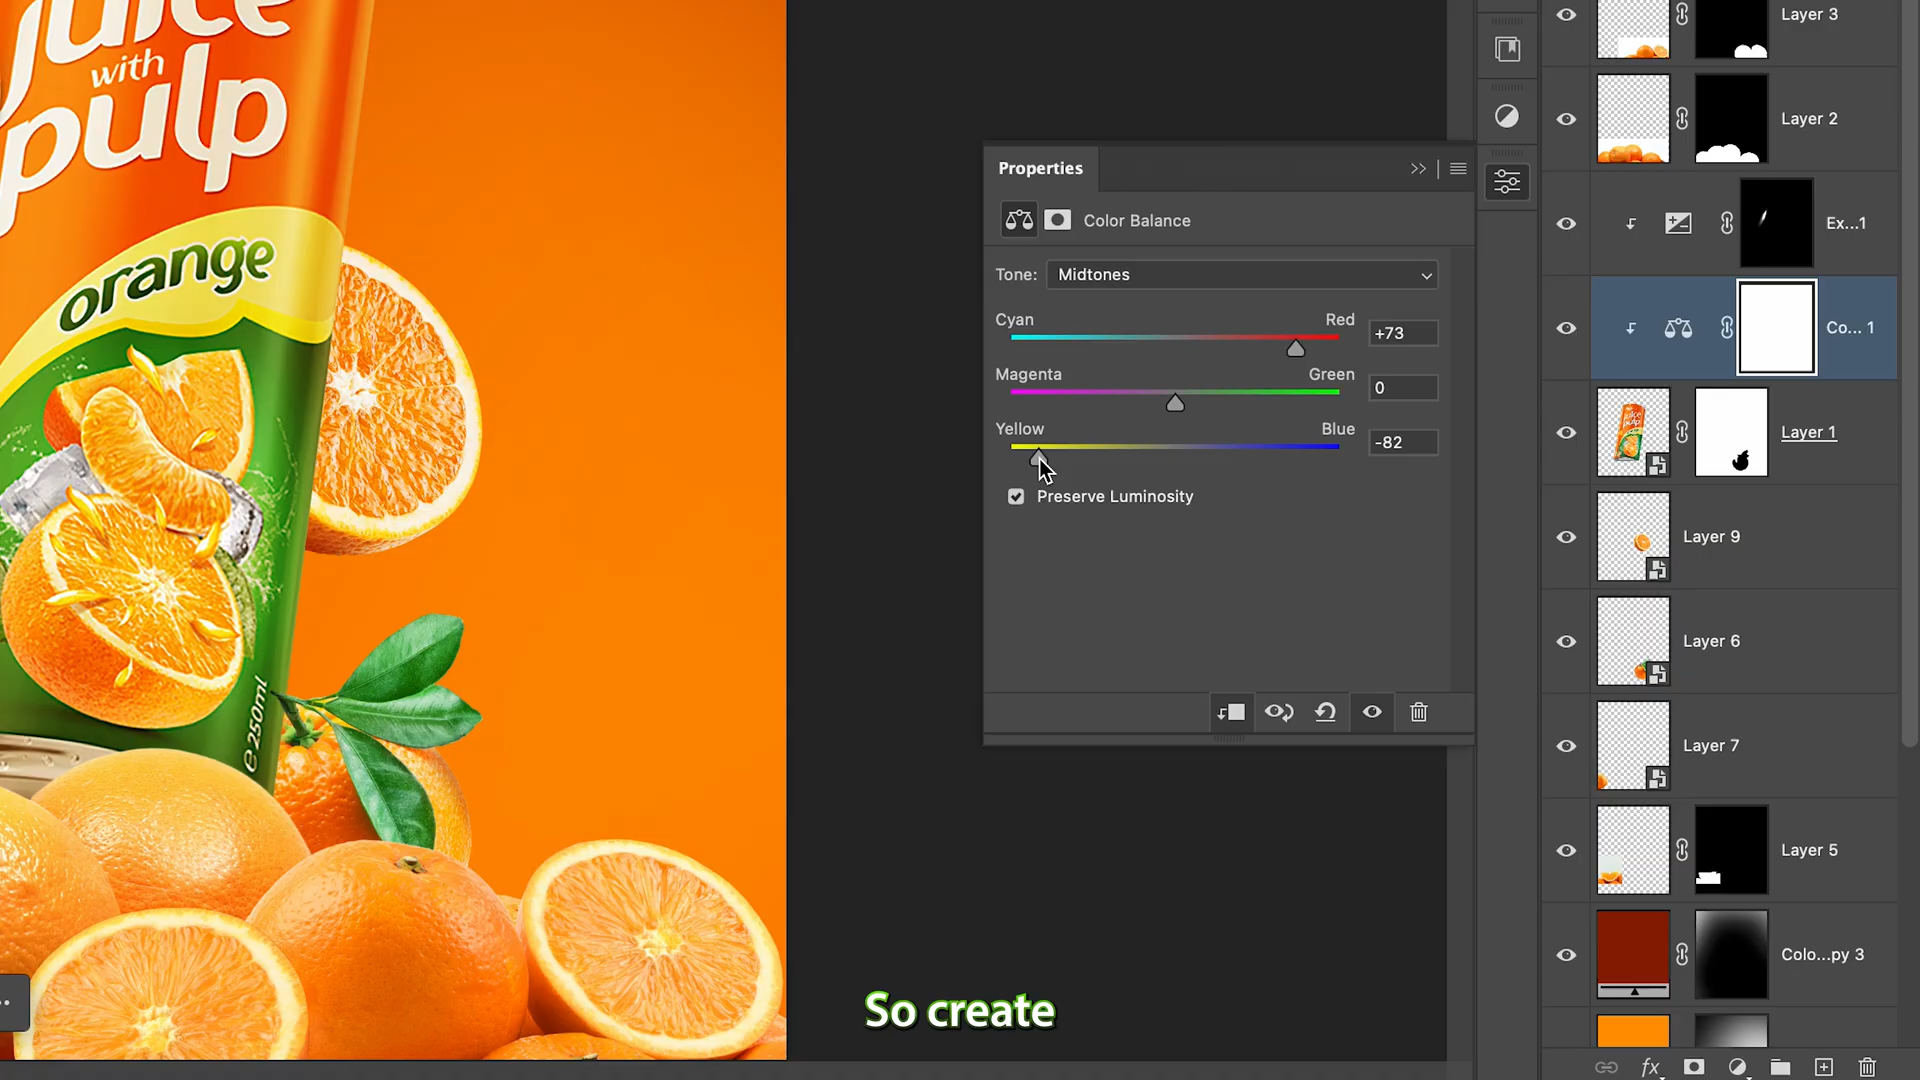 juice
with
pulp
orange
e 250ml
So create
Properties
Color Balance
Tone: Midtones
Cyan Red +73
Magenta Green 0
Yellow Blue -82
Preserve Luminosity
Layer 3
Layer 2
Ex...1
Co... 1
Layer 1
Layer 9
Layer 6
Layer 7
Layer 5
Colo...py 3
fx